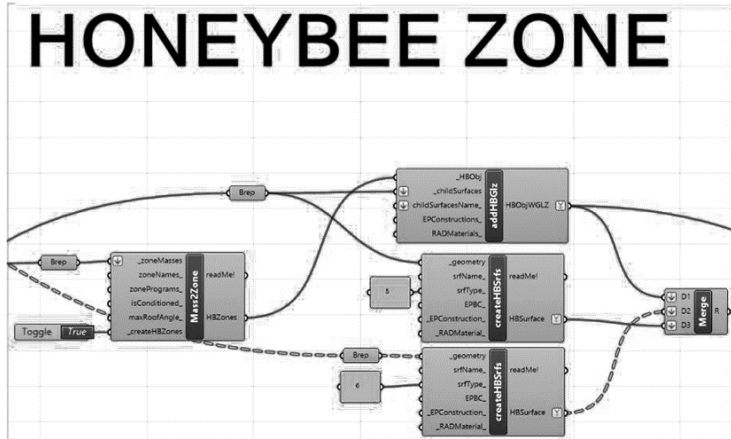 HONEYBEE ZONE
Brep
_HBObj
_childSurfaces
childSurfacesName_
EPConstructions_
RADMaterials_
addHBGlz
HBObjWGLZ
Brep
_zoneMasses
zoneNames_
zonePrograms_
isConditioned_
maxRoofAngle_
_createHBZones
Mass2Zone
readMe!
HBZones
Toggle True
5
_geometry
srfName_
srfType_
EPBC_
_EPConstruction_
_RADMaterial_
createHBSrfs
readMe!
HBSurface
D1
D2
D3
Merge
R
Brep
6
_geometry
srfName_
srfType_
EPBC_
_EPConstruction_
_RADMaterial_
createHBSrfs
readMe!
HBSurface